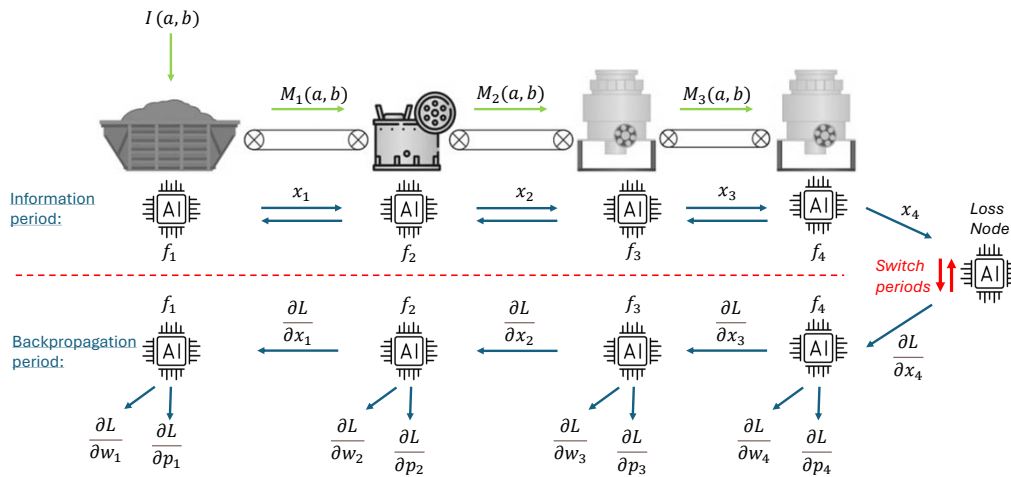 I (a, b)
M₁(a, b)
M₂(a, b)
M₃(a, b)
Information period:
AI
x₁
AI
x₂
AI
x₃
AI
x₄
Loss Node
f₁
f₂
f₃
f₄
AI
Switch periods
f₁
f₂
f₃
f₄
Backpropagation period:
AI
∂L/∂x₁
AI
∂L/∂x₂
AI
∂L/∂x₃
AI
∂L/∂x₄
∂L/∂w₁
∂L/∂p₁
∂L/∂w₂
∂L/∂p₂
∂L/∂w₃
∂L/∂p₃
∂L/∂w₄
∂L/∂p₄